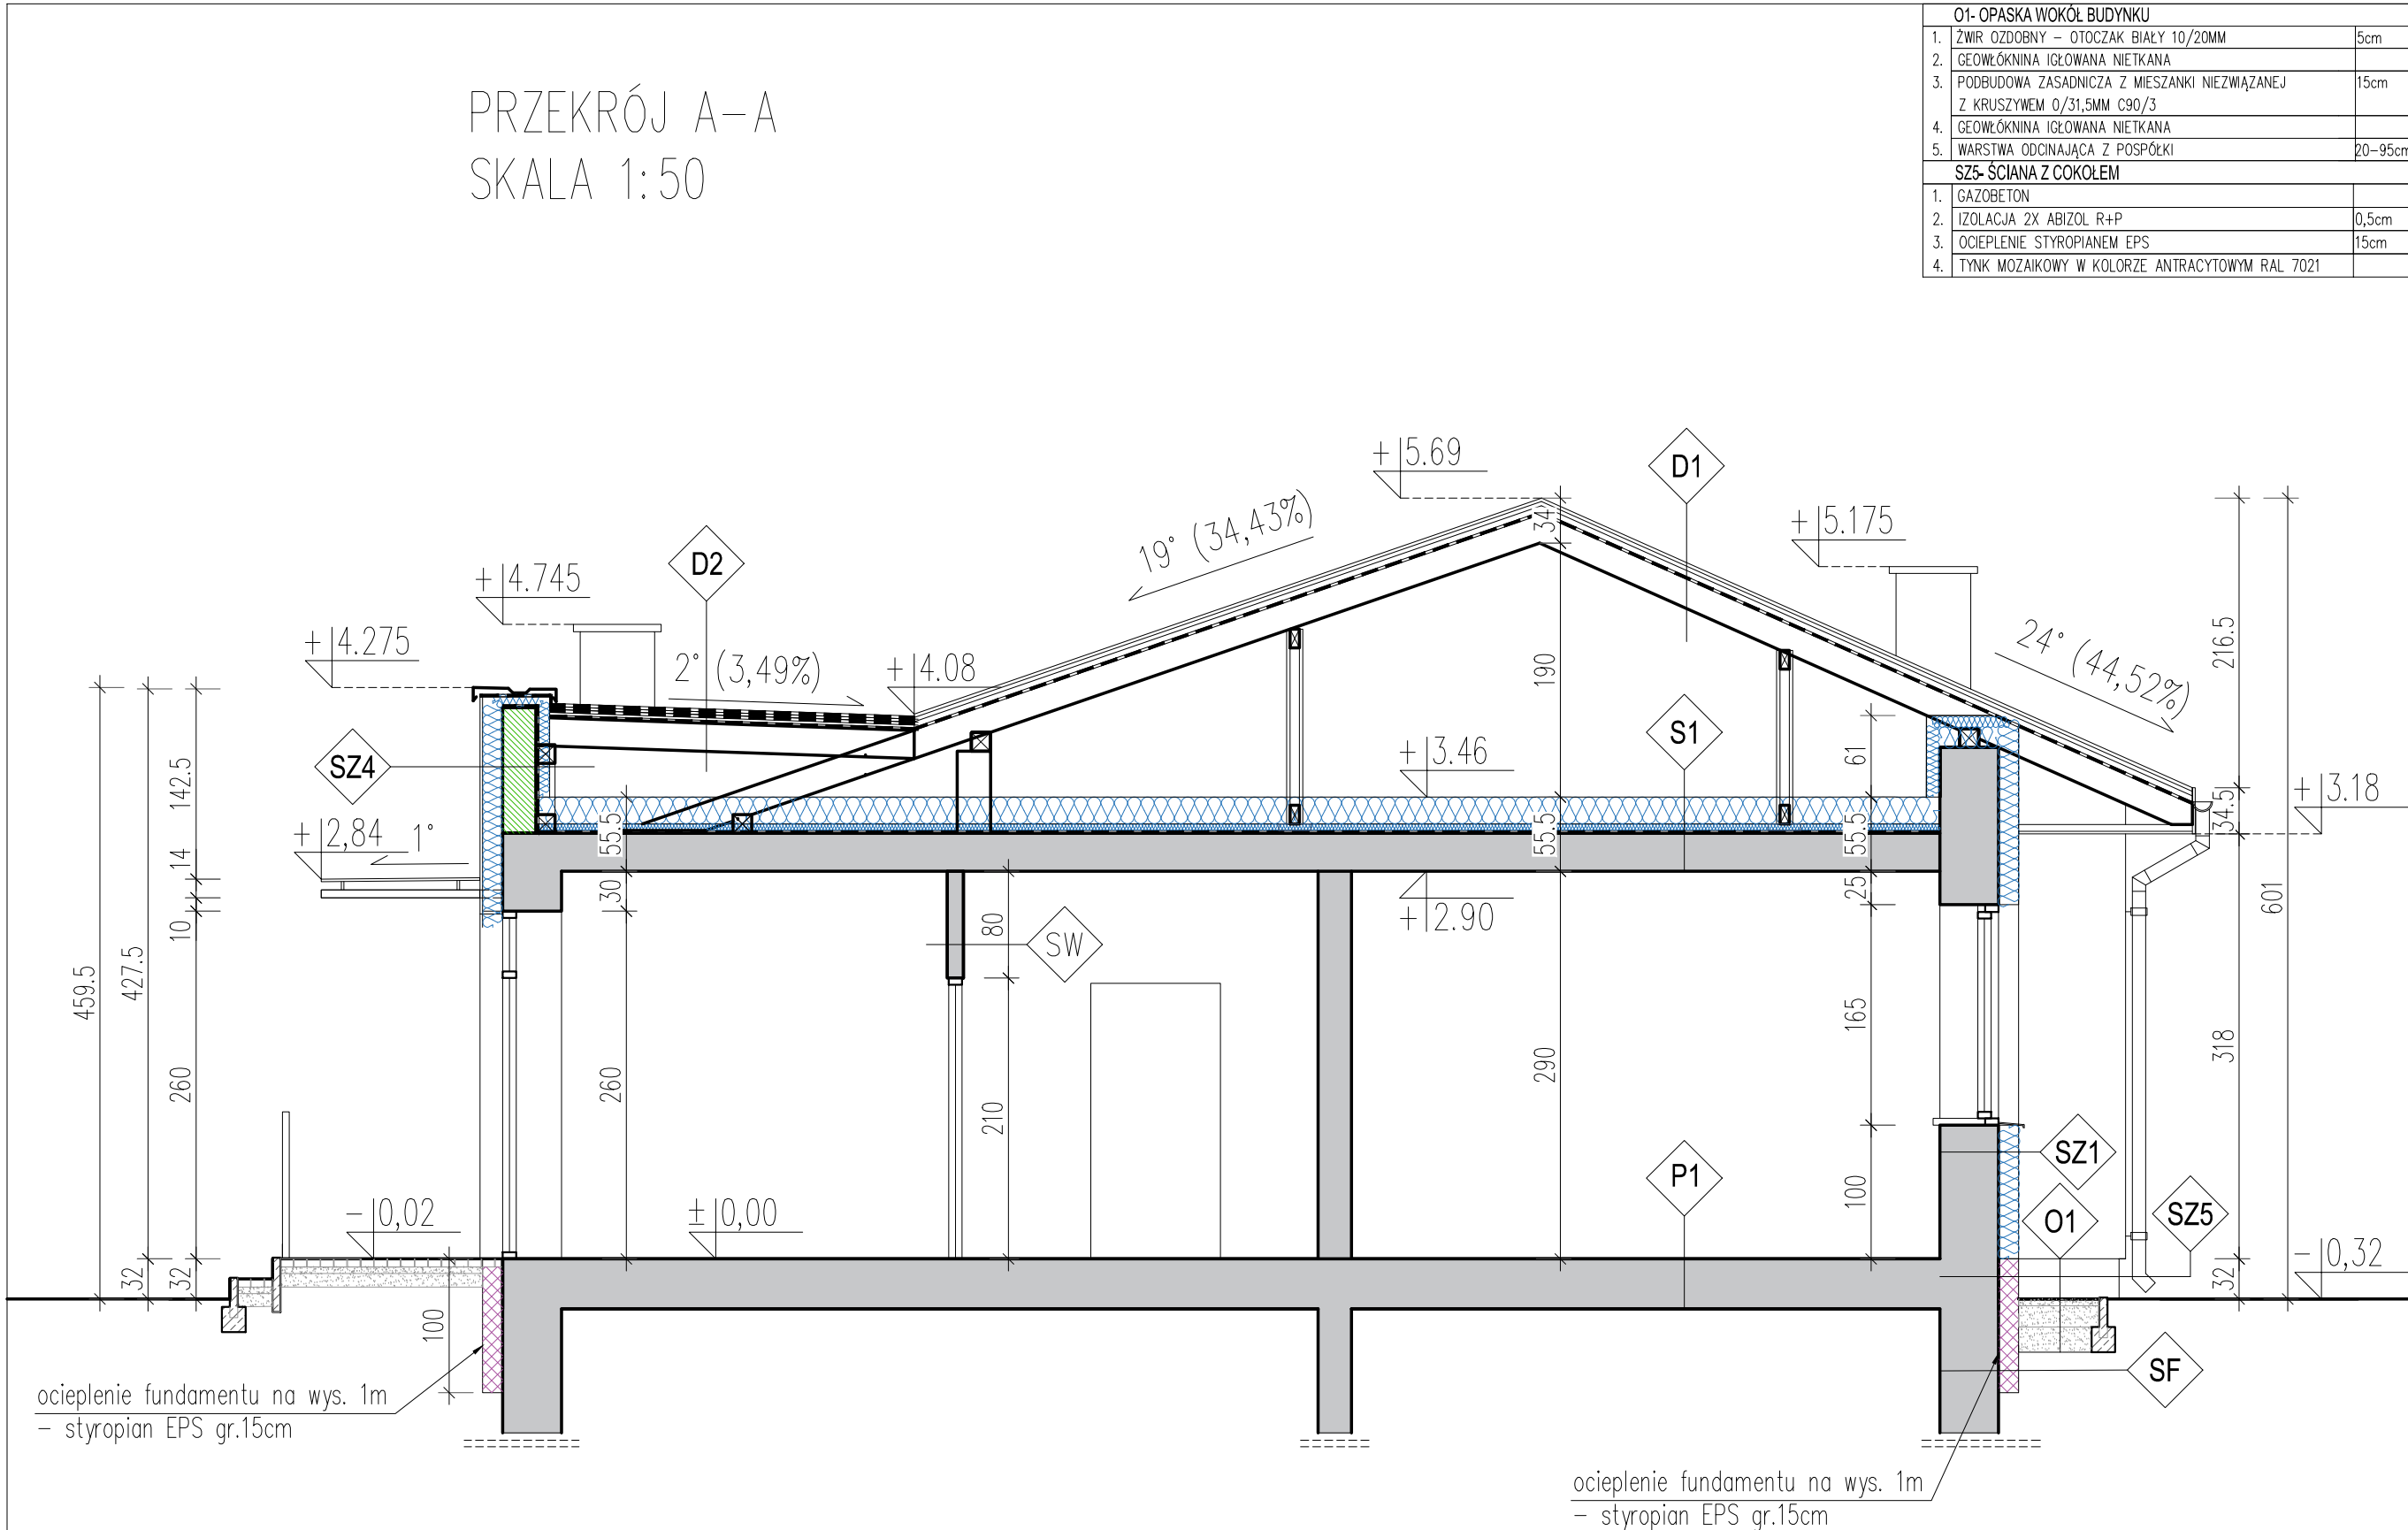 O1- OPASKA WOKÓŁ BUDYNKU
1. ŻWIR OZDOBNY – OTOCZAK BIAŁY 10/20MM 5cm
2. GEOWŁÓKNINA IGŁOWANA NIETKANA
3. PODBUDOWA ZASADNICZA Z MIESZANKI NIEZWIĄZANEJ 15cm
Z KRUSZYWEM 0/31,5MM C90/3
4. GEOWŁÓKNINA IGŁOWANA NIETKANA
5. WARSTWA ODCINAJĄCA Z POSPÓŁKI 20-95cm
SZ5- ŚCIANA Z COKOŁEM
1. GAZOBETON
2. IZOLACJA 2X ABIZOL R+P 0,5cm
3. OCIEPLENIE STYROPIANEM EPS 15cm
4. TYNK MOZAIKOWY W KOLORZE ANTRACYTOWYM RAL 7021
PRZEKRÓJ A-A
SKALA 1:50
+5.69
D1
34
19° (34,43%)
+5.175
D2
+4.745
+4.275
2° (3,49%)
+4.08
190
24° (44,52%)
216.5
SZ4
142.5
S1
+3.46
61
+3.18
34.5
+2,84
1°
14
55.5
55.5
55.5
30
25
10
80
SW
+2.90
601
459.5
427.5
260
260
210
290
165
318
100
P1
SZ1
SZ5
O1
-0,02
±0,00
-0,32
32
32
32
100
SF
ocieplenie fundamentu na wys. 1m
– styropian EPS gr.15cm
ocieplenie fundamentu na wys. 1m
– styropian EPS gr.15cm